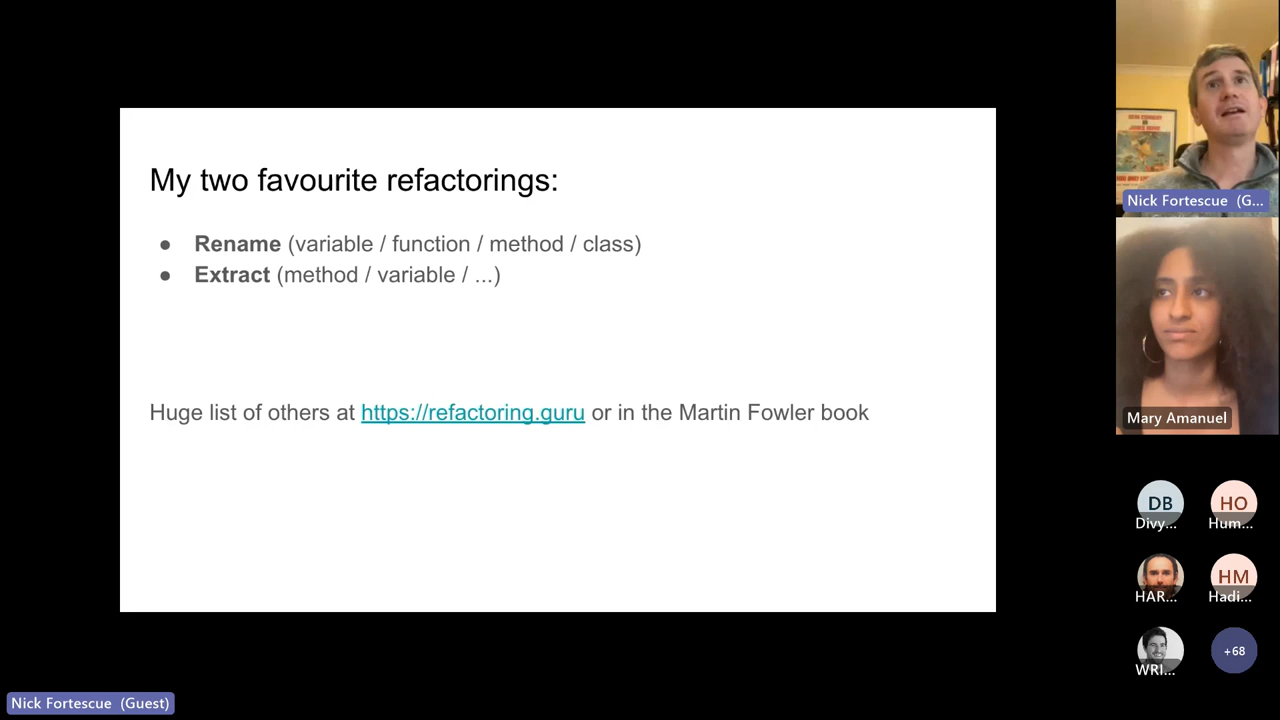 My two favourite refactorings:
● Rename (variable / function / method / class)
● Extract (method / variable / ...)
Huge list of others at https://refactoring.guru or in the Martin Fowler book
Nick Fortescue (G...
Mary Amanuel
DB
Divy...
HO
Hum...
HAR...
HM
Hadi...
WRI...
+68
Nick Fortescue (Guest)